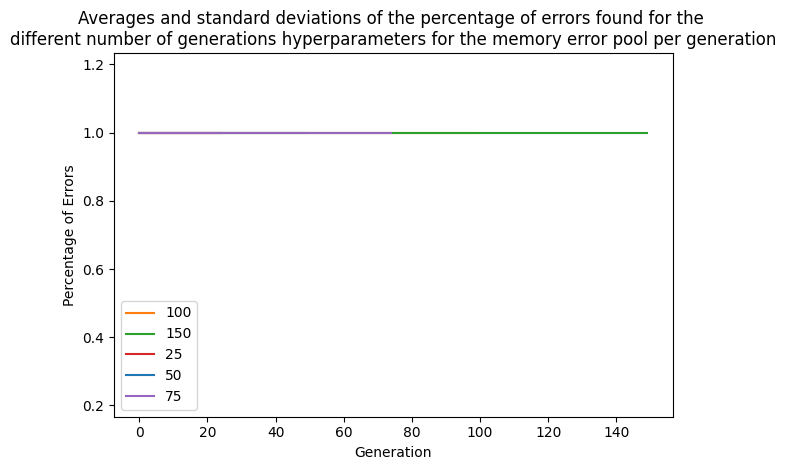 Averages and standard deviations of the percentage of errors found for the
different number of generations hyperparameters for the memory error pool per generation
1.2
1.0
0.8
0.6
0.4
0.2
Percentage of Errors
100
150
25
50
75
0 20 40 60 80 100 120 140
Generation